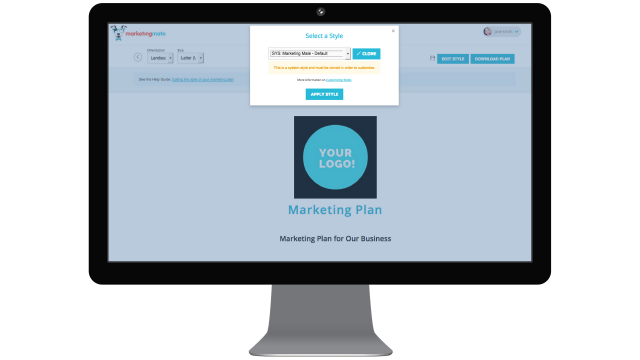 marketingmate
Select a Style
×
Orientation
Size
Landsc
Letter (L
SYS: Marketing Mate - Default
✓ CLONE
EDIT STYLE
DOWNLOAD PLAN
This is a system style and must be cloned in order to customize
See the Help Guide:
More information on Customizing Styles
APPLY STYLE
YOUR
LOGO!
Marketing Plan
Marketing Plan for Our Business